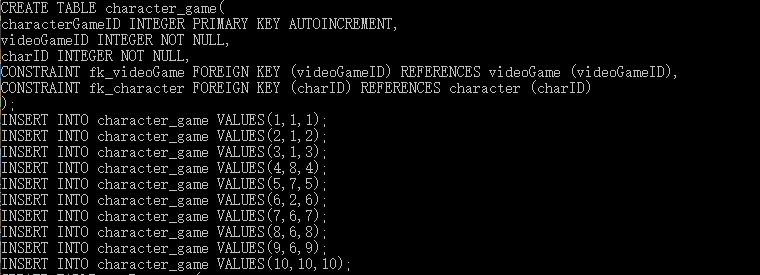 CREATE TABLE character_game(
characterGameID INTEGER PRIMARY KEY AUTOINCREMENT,
videoGameID INTEGER NOT NULL,
charID INTEGER NOT NULL,
CONSTRAINT fk_videoGame FOREIGN KEY (videoGameID) REFERENCES videoGame (videoGameID),
CONSTRAINT fk_character FOREIGN KEY (charID) REFERENCES character (charID)
);
INSERT INTO character_game VALUES(1,1,1);
INSERT INTO character_game VALUES(2,1,2);
INSERT INTO character_game VALUES(3,1,3);
INSERT INTO character_game VALUES(4,8,4);
INSERT INTO character_game VALUES(5,7,5);
INSERT INTO character_game VALUES(6,2,6);
INSERT INTO character_game VALUES(7,6,7);
INSERT INTO character_game VALUES(8,6,8);
INSERT INTO character_game VALUES(9,6,9);
INSERT INTO character_game VALUES(10,10,10);